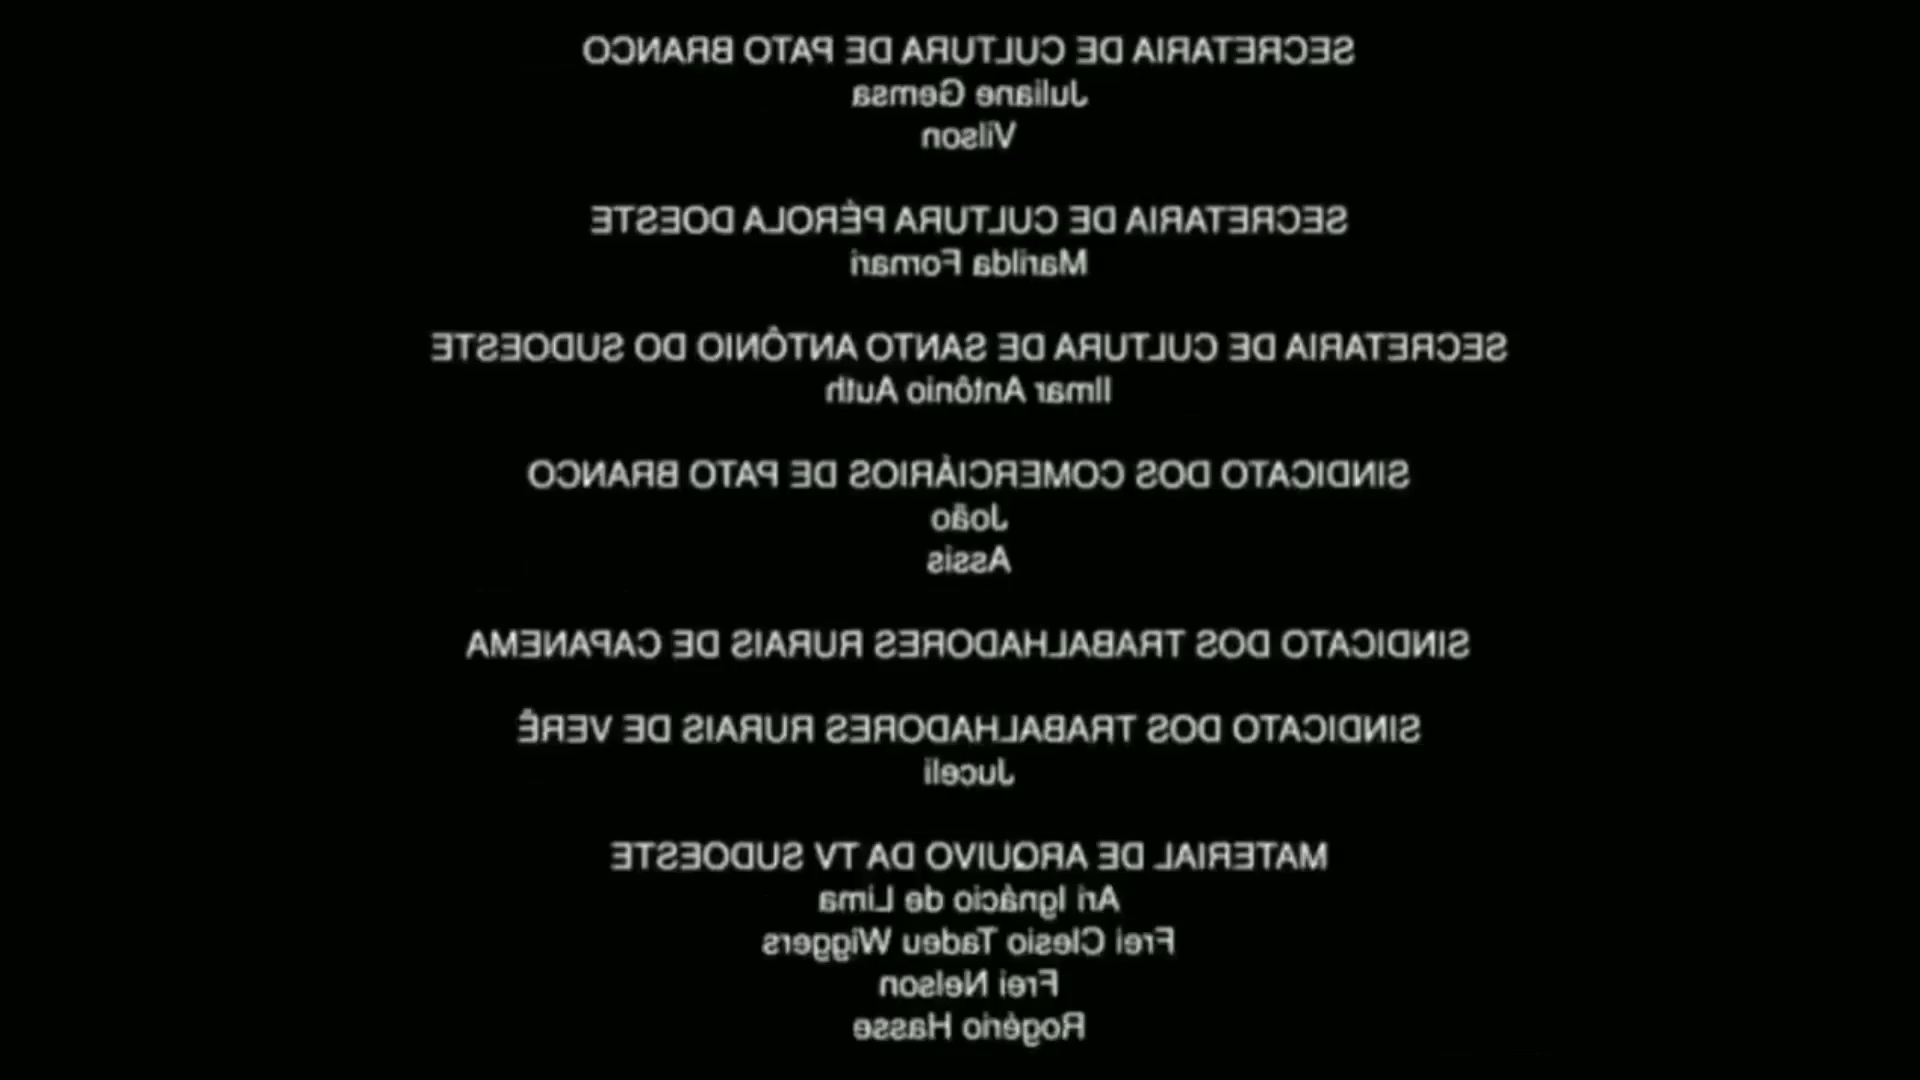 SECRETARIA DE CULTURA DE PATO BRANCO
Juliane Gemsa
Vilson
SECRETARIA DE CULTURA PÉROLA DOESTE
Marilda Fornari
SECRETARIA DE CULTURA DE SANTO ANTÔNIO DO SUDOESTE
Ilmar Antônio Auth
SINDICATO DOS COMERCIÁRIOS DE PATO BRANCO
João
Assis
SINDICATO DOS TRABALHADORES RURAIS DE CAPANEMA
SINDICATO DOS TRABALHADORES RURAIS DE VERÊ
Juceli
MATERIAL DE ARQUIVO DA TV SUDOESTE
Ari Ignácio de Lima
Frei Clesio Tadeu Wiggers
Frei Nelson
Rogério Hasse